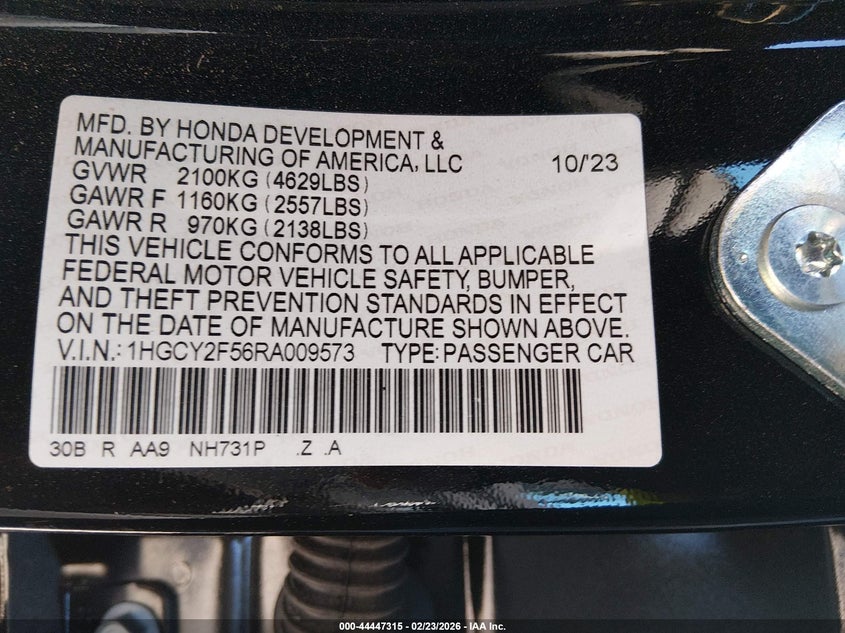 MFD. BY HONDA DEVELOPMENT &
MANUFACTURING OF AMERICA, LLC 10/'23
GVWR 2100KG (4629LBS)
GAWR F 1160KG (2557LBS)
GAWR R 970KG (2138LBS)
THIS VEHICLE CONFORMS TO ALL APPLICABLE
FEDERAL MOTOR VEHICLE SAFETY, BUMPER,
AND THEFT PREVENTION STANDARDS IN EFFECT
ON THE DATE OF MANUFACTURE SHOWN ABOVE.
V.I.N.: 1HGCY2F56RA009573 TYPE: PASSENGER CAR
30B R AA9 NH731P .Z .A
000-44447315 - 02/23/2026 - IAA Inc.